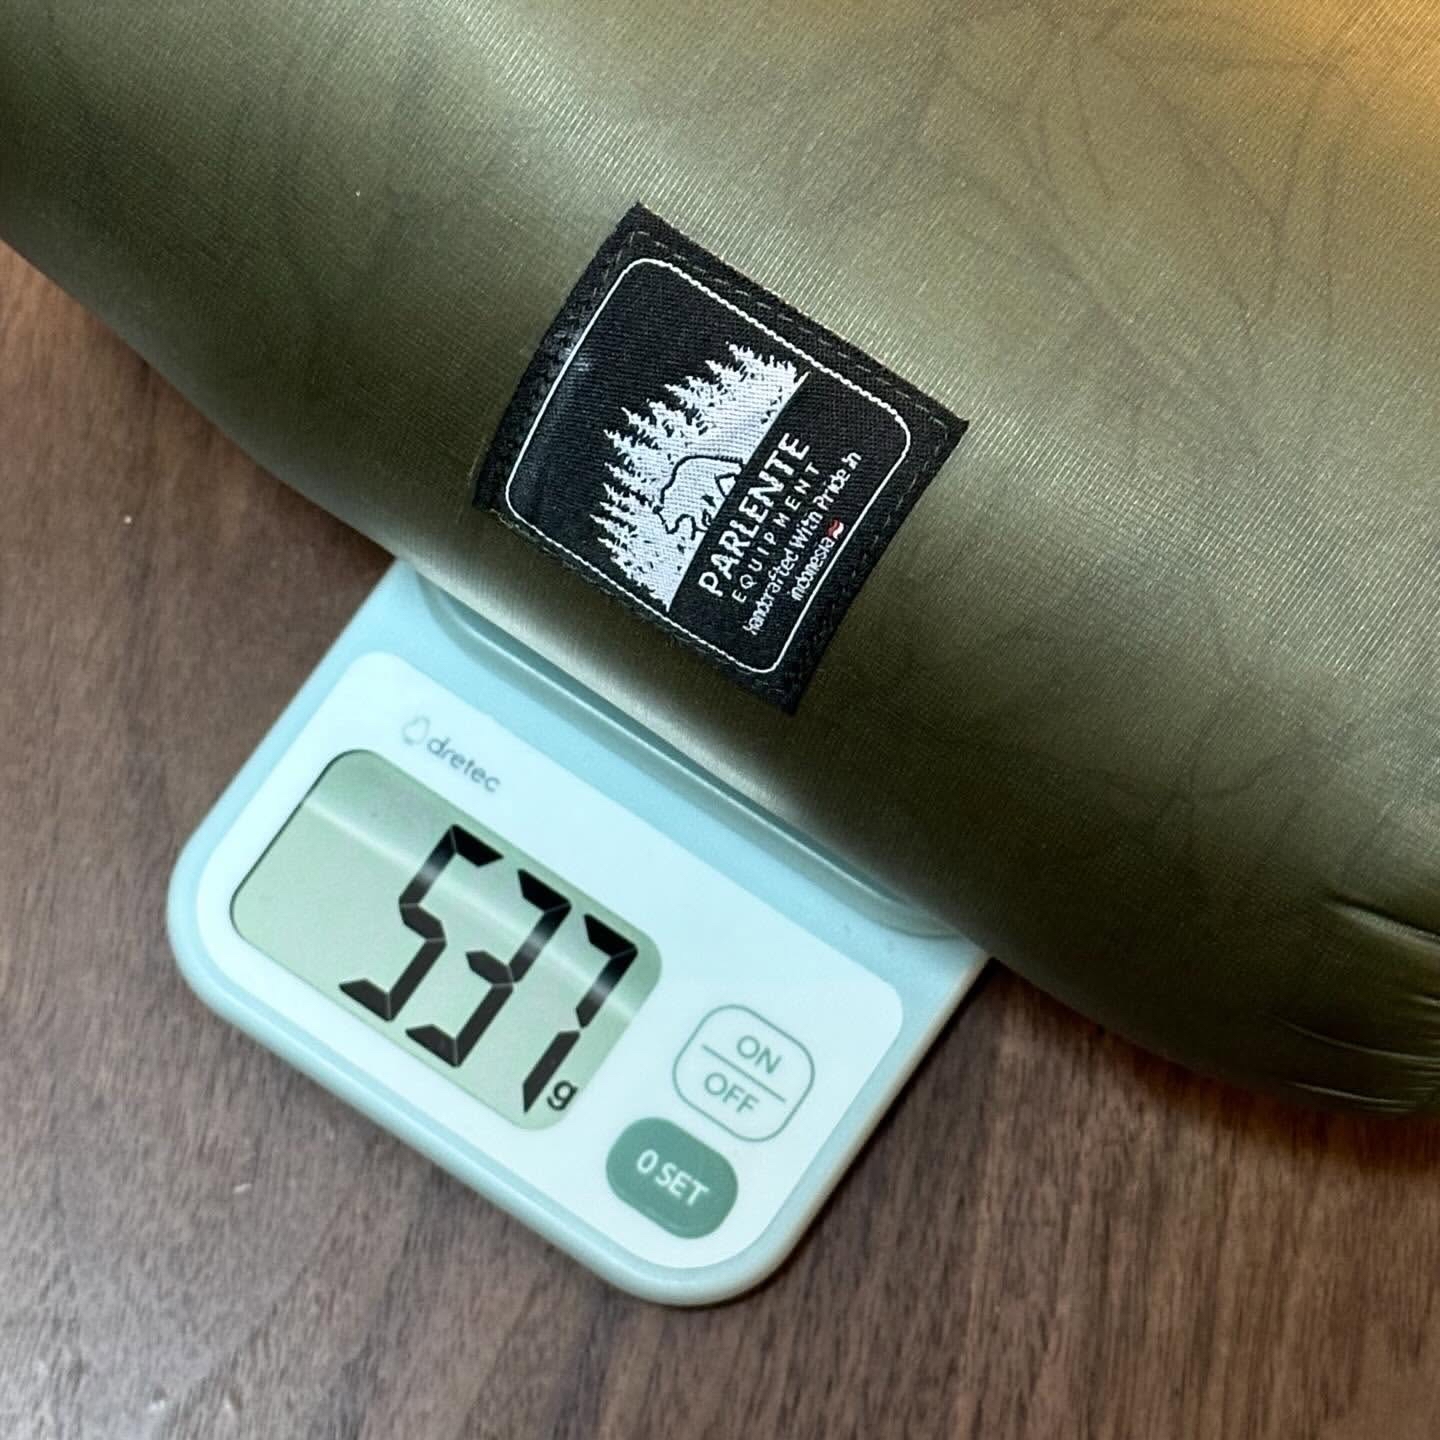 PARLENTE
EQUIPMENT
Handcrafted With Pride in
Indonesia
dretec
537
g
ON
OFF
0 SET